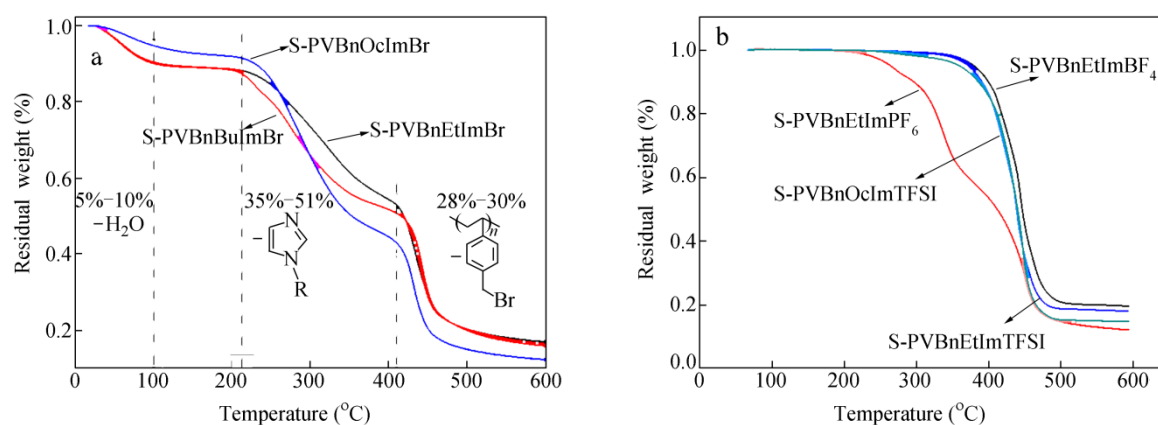 a
Residual weight (%)
1.0
0.8
0.6
0.4
0.2
S-PVBnOcImBr
S-PVBnEtImBr
S-PVBnBuImBr
5%−10%
−H₂O
35%−51%
−
N
N
R
28%−30%
n
−
Br
0
100
200
300
400
500
600
Temperature (°C)
b
Residual weight (%)
1.0
0.8
0.6
0.4
0.2
0.0
S-PVBnEtImBF₄
S-PVBnEtImPF₆
S-PVBnOcImTFSI
S-PVBnEtImTFSI
0
100
200
300
400
500
600
Temperature (°C)